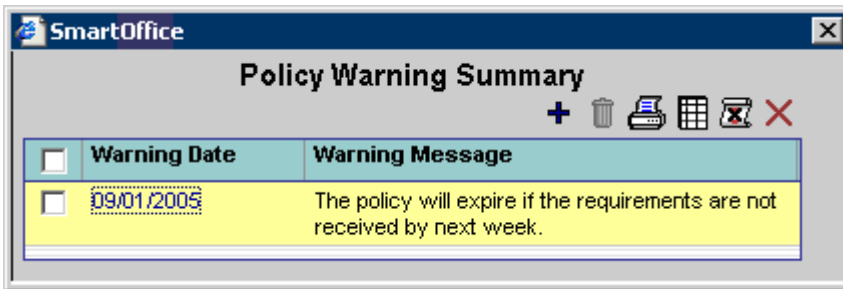 SmartOffice
Policy Warning Summary
Warning Date Warning Message
09/01/2005 The policy will expire if the requirements are not
received by next week.